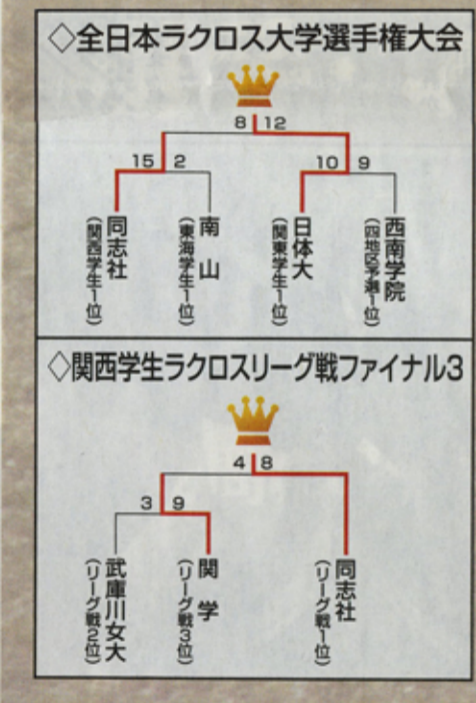 ◇全日本ラクロス大学選手権大会
8 12
15 2
10 9
同志社
(関西学生1位)
南山
(東海学生1位)
日体大
(関東学生1位)
西南学院
(四地区予選1位)
◇関西学生ラクロスリーグ戦ファイナル3
4 8
3 9
武庫川女大
(リーグ戦2位)
関学
(リーグ戦3位)
同志社
(リーグ戦1位)